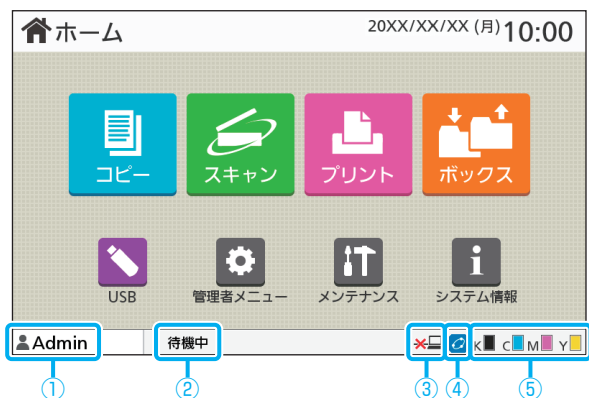 ホーム 20XX/XX/XX (月) 10:00
コピー スキャン プリント ボックス
USB 管理者メニュー メンテナンス システム情報
Admin 待機中 K C M Y
① ② ③ ④ ⑤